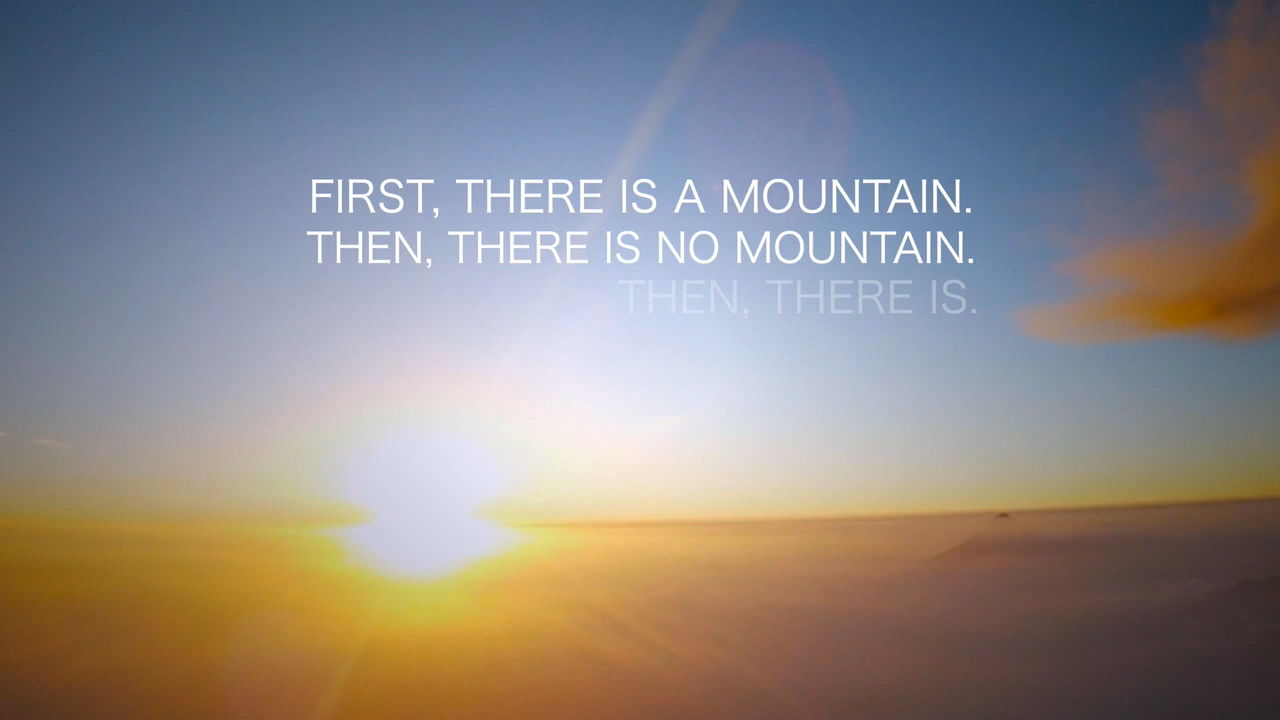 FIRST, THERE IS A MOUNTAIN.
THEN, THERE IS NO MOUNTAIN.
THEN, THERE IS.